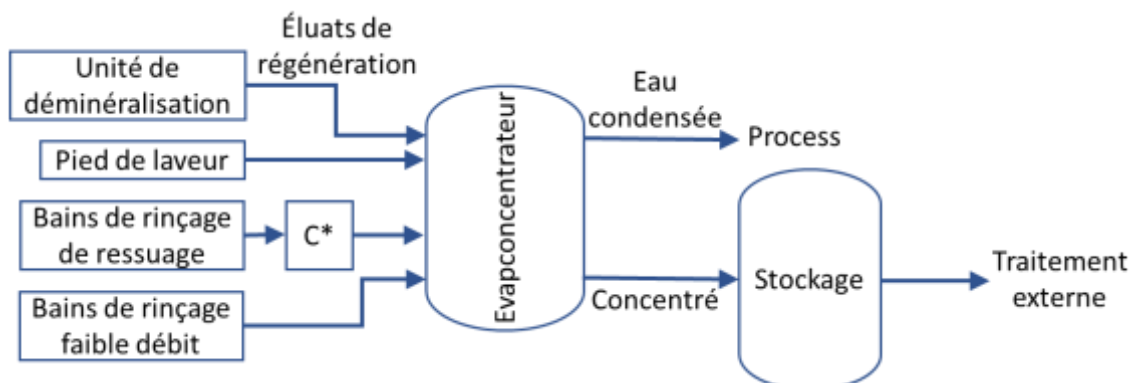 Éluats de
régénération
Unité de
déminéralisation
Pied de laveur
Bains de rinçage
de ressuage
C*
Bains de rinçage
faible débit
Evapconcentrateur
Eau
condensée
Process
Concentré
Stockage
Traitement
externe